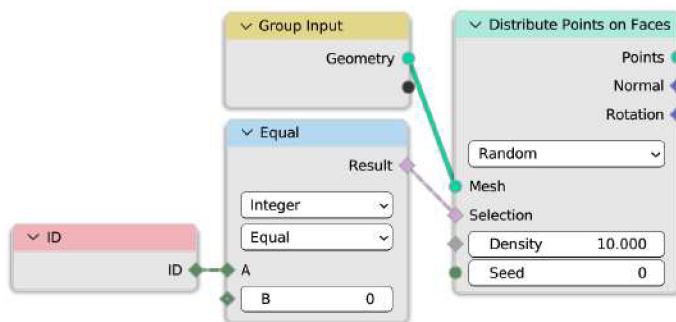 Group Input
Geometry
Equal
Result
Integer
Equal
A
B 0
ID
ID
Distribute Points on Faces
Points
Normal
Rotation
Random
Mesh
Selection
Density 10.000
Seed 0